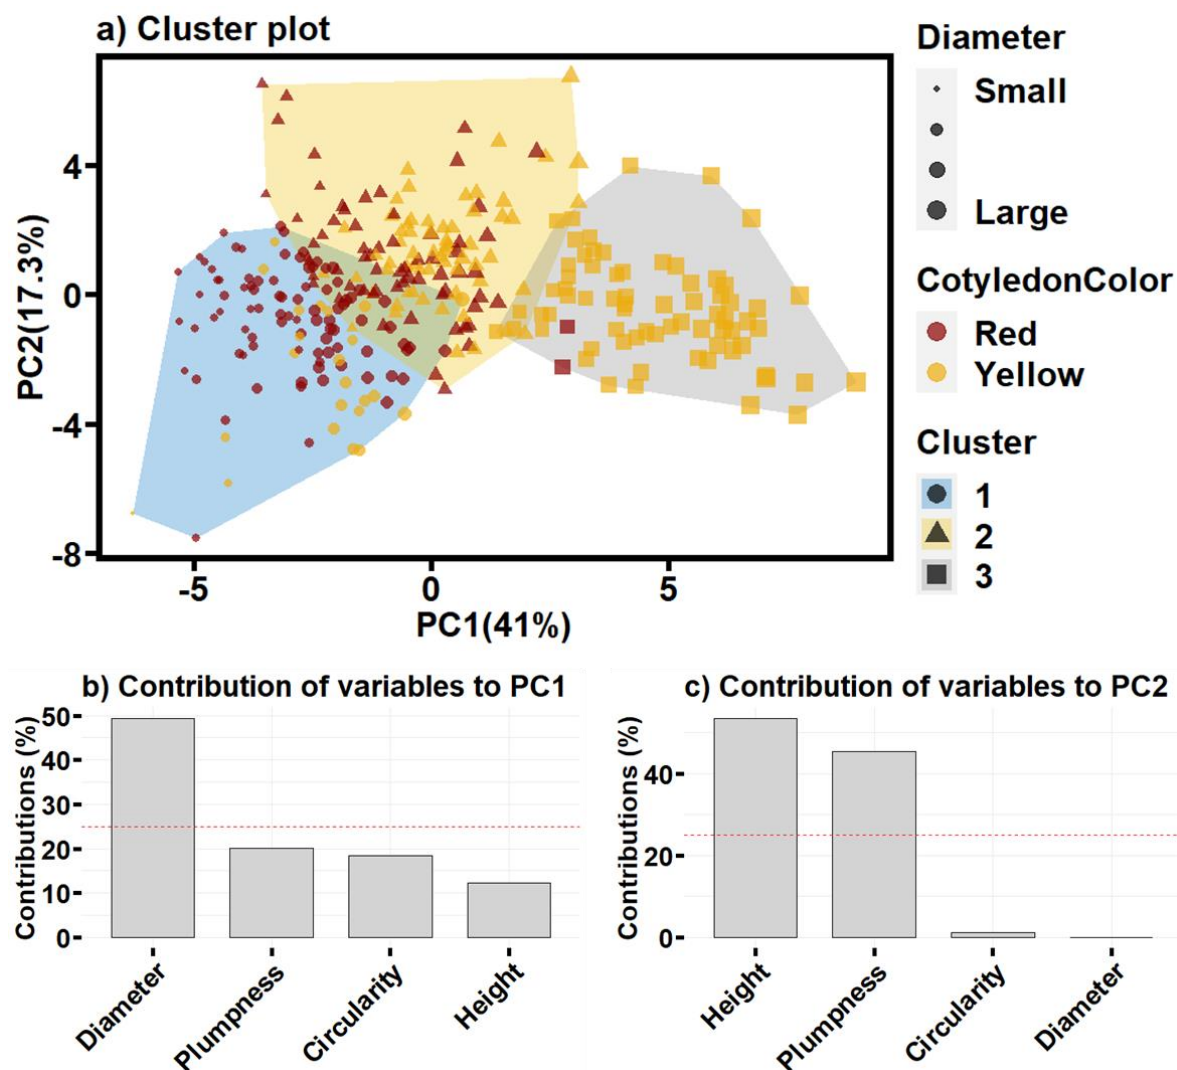 a) Cluster plot
PC2(17.3%)
4
0
-4
-8
-5
0
5
PC1(41%)
Diameter
Small
Large
CotyledonColor
Red
Yellow
Cluster
1
2
3
b) Contribution of variables to PC1
Contributions (%)
50
40
30
20
10
0
Diameter
Plumpness
Circularity
Height
c) Contribution of variables to PC2
Contributions (%)
40
20
0
Height
Plumpness
Circularity
Diameter